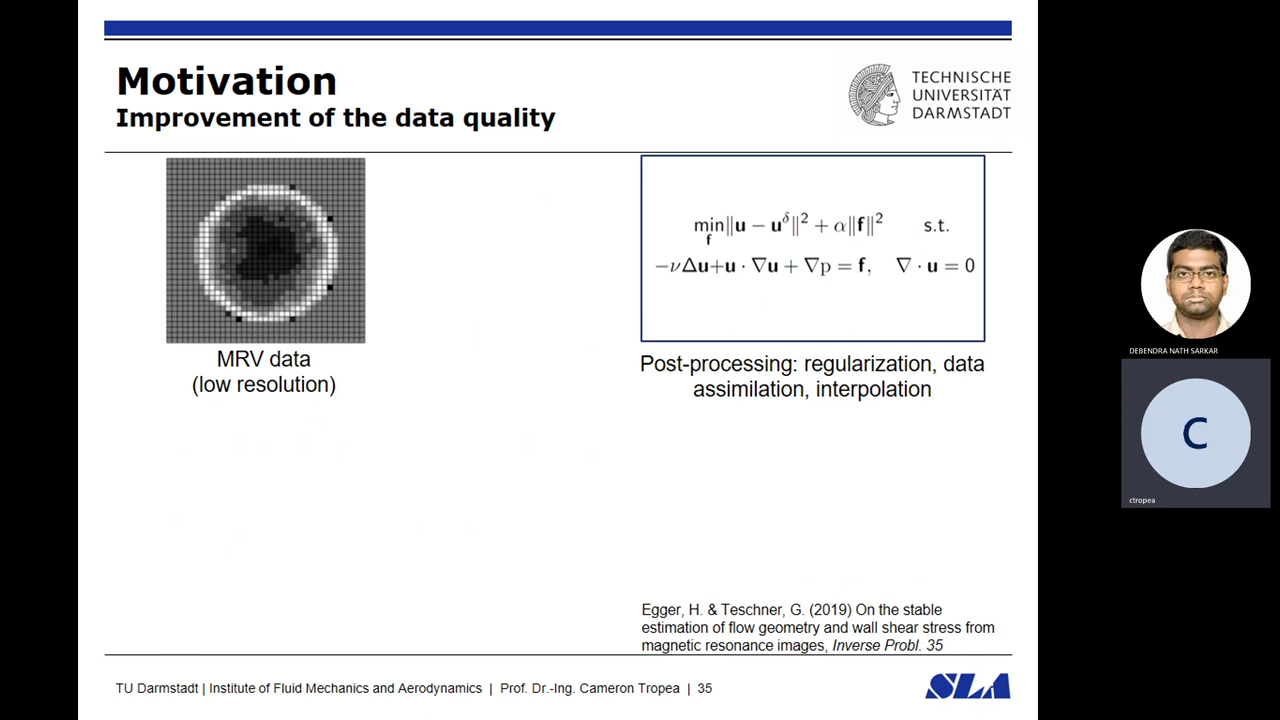 Motivation
Improvement of the data quality
TECHNISCHE
UNIVERSITÄT
DARMSTADT
MRV data
(low resolution)
min‖u − u^δ‖² + α‖f‖² s.t.
f
−νΔu+u · ∇u + ∇p = f, ∇ · u = 0
Post-processing: regularization, data
assimilation, interpolation
DEBENDRA NATH SARKAR
C
ctropea
Egger, H. & Teschner, G. (2019) On the stable
estimation of flow geometry and wall shear stress from
magnetic resonance images, Inverse Probl. 35
TU Darmstadt | Institute of Fluid Mechanics and Aerodynamics | Prof. Dr.-Ing. Cameron Tropea | 35
SLA